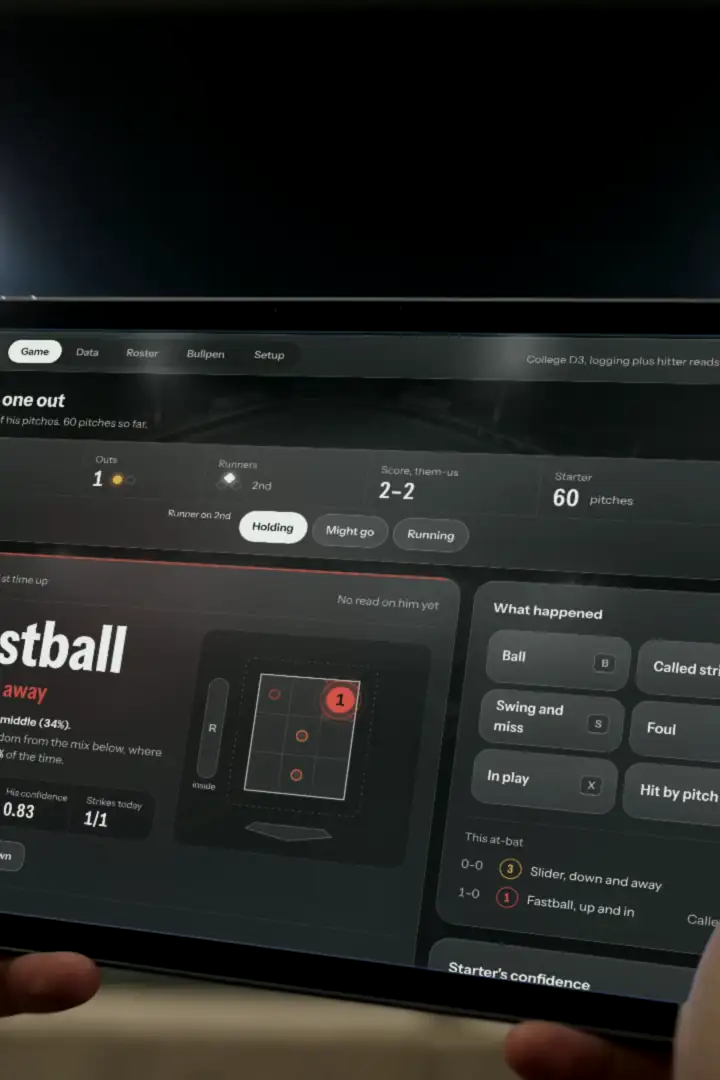 Game Data Roster Bullpen Setup
College D3, logging plus hitter reads
one out
of his pitches. 60 pitches so far.
Outs
1
Runners
2nd
Score, them-us
2-2
Starter
60 pitches
Runner on 2nd Holding Might go Running
st time up
No read on him yet
stball
away
middle (34%).
dom from the mix below, where
% of the time.
His confidence
0.83
Strikes today
1/1
wn
R
inside
1
What happened
Ball B
Called stri
Swing and
miss S
Foul
In play X
Hit by pitch
This at-bat
0-0 3 Slider, down and away
1-0 1 Fastball, up and in
Calle
Starter's confidence